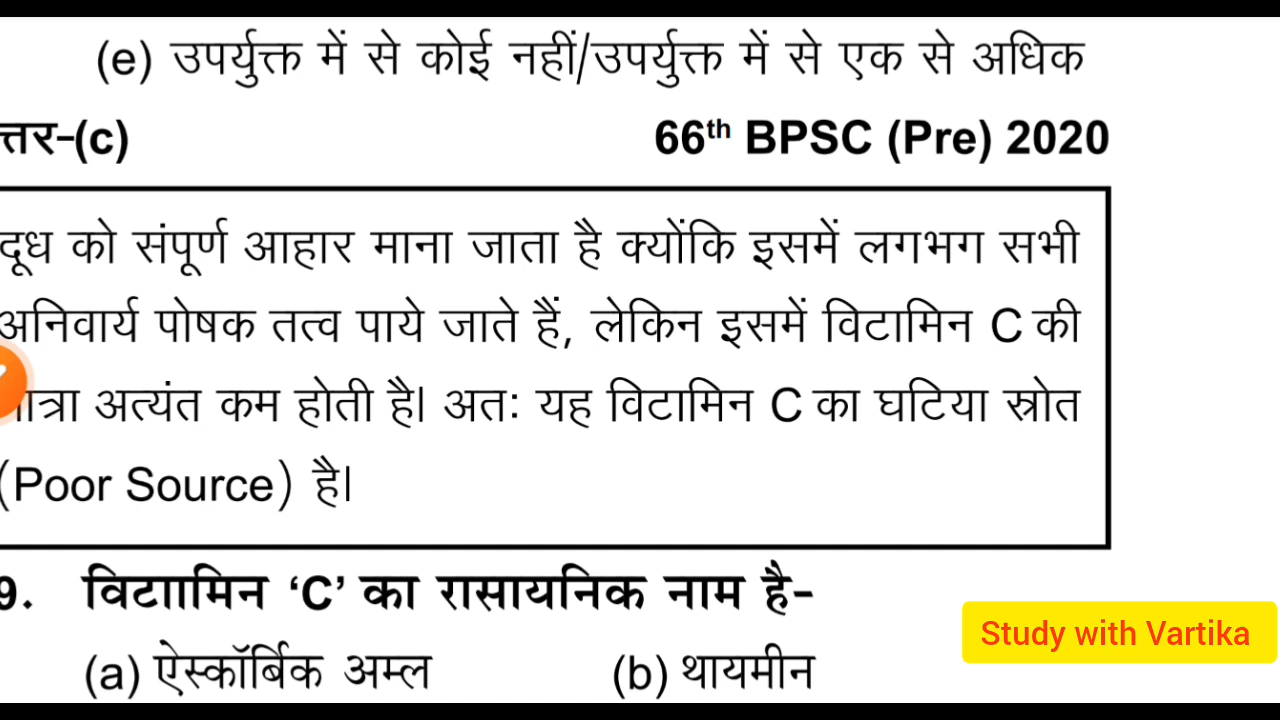 (e) उपर्युक्त में से कोई नहीं/उपर्युक्त में से एक से अधिक
त्तर-(c) 66th BPSC (Pre) 2020
दूध को संपूर्ण आहार माना जाता है क्योंकि इसमें लगभग सभी
अनिवार्य पोषक तत्व पाये जाते हैं, लेकिन इसमें विटामिन C की
ात्रा अत्यंत कम होती है। अतः यह विटामिन C का घटिया स्रोत
(Poor Source) है।
9. विटाामिन ‘C’ का रासायनिक नाम है-
(a) ऐस्कॉर्बिक अम्ल (b) थायमीन
Study with Vartika